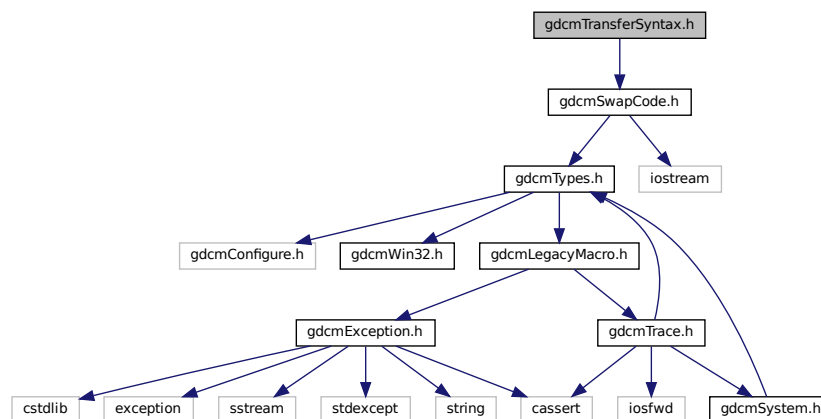 gdcmTransferSyntax.h
gdcmSwapCode.h
gdcmTypes.h
iostream
gdcmConfigure.h
gdcmWin32.h
gdcmLegacyMacro.h
gdcmException.h
gdcmTrace.h
cstdlib
exception
sstream
stdexcept
string
cassert
iosfwd
gdcmSystem.h